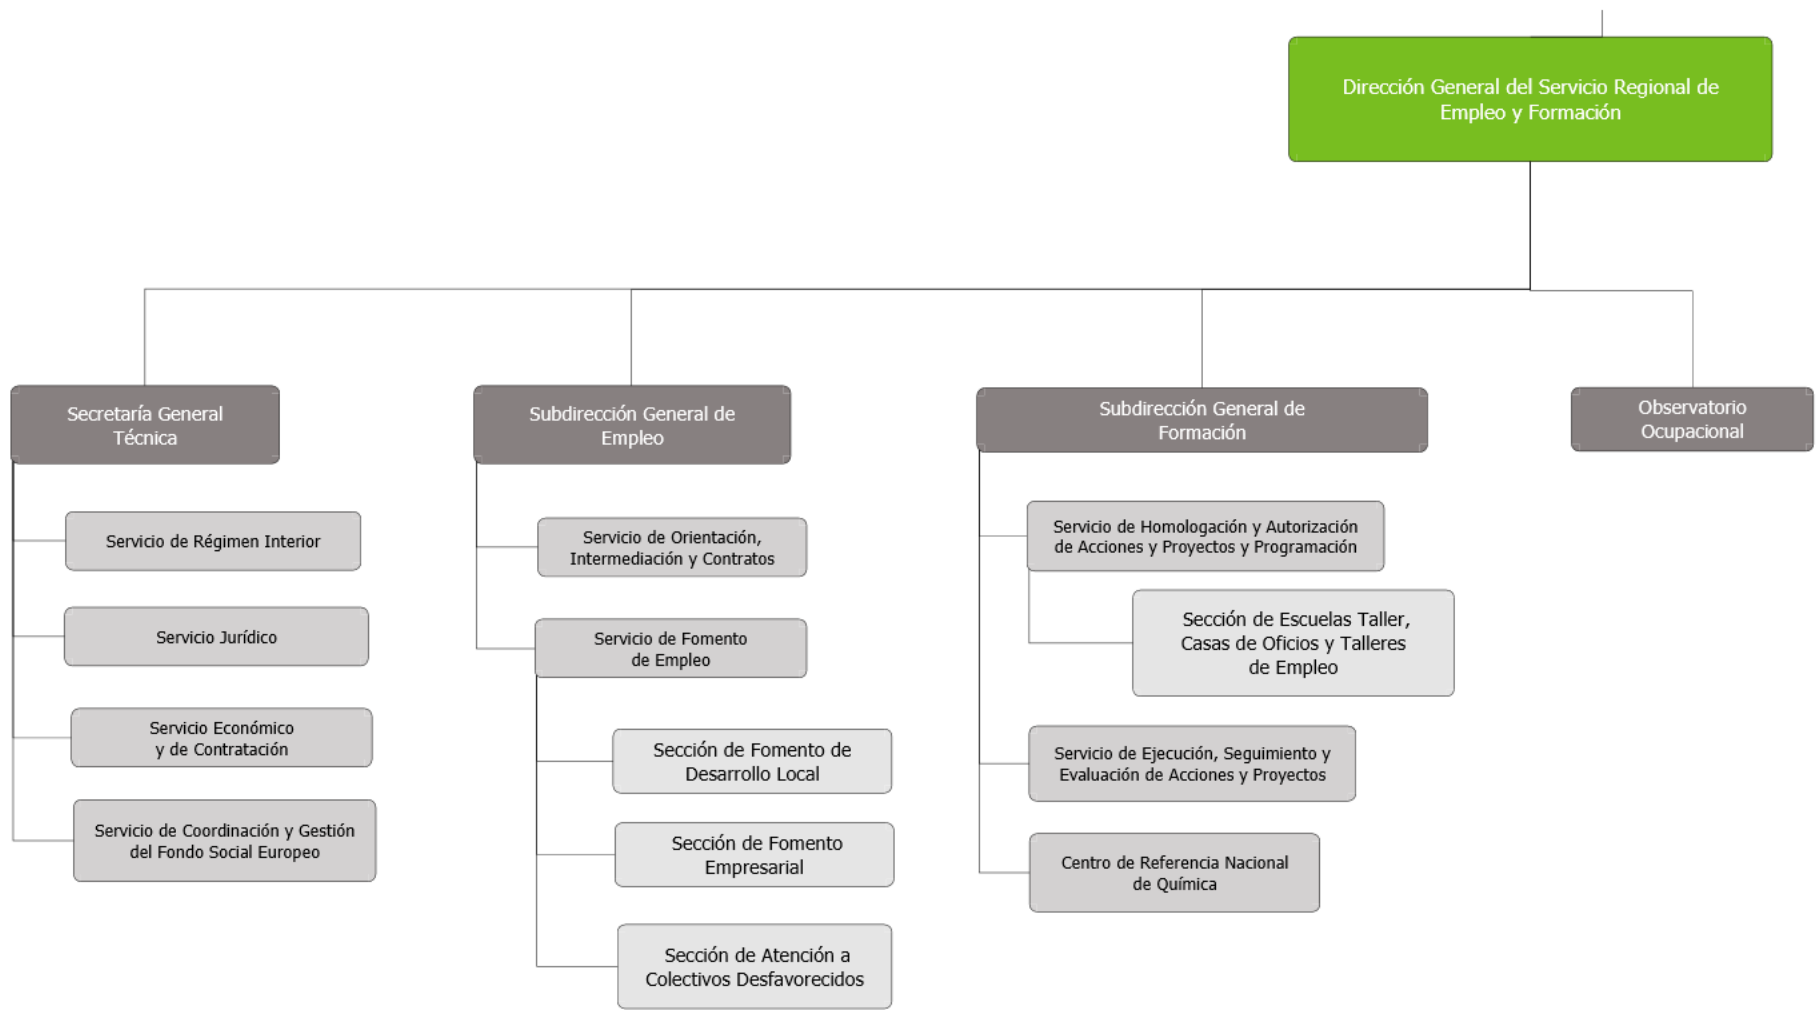 Dirección General del Servicio Regional de
Empleo y Formación
Secretaría General
Técnica
Servicio de Régimen Interior
Servicio Jurídico
Servicio Económico
y de Contratación
Servicio de Coordinación y Gestión
del Fondo Social Europeo
Subdirección General de
Empleo
Servicio de Orientación,
Intermediación y Contratos
Servicio de Fomento
de Empleo
Sección de Fomento de
Desarrollo Local
Sección de Fomento
Empresarial
Sección de Atención a
Colectivos Desfavorecidos
Subdirección General de
Formación
Servicio de Homologación y Autorización
de Acciones y Proyectos y Programación
Sección de Escuelas Taller,
Casas de Oficios y Talleres
de Empleo
Servicio de Ejecución, Seguimiento y
Evaluación de Acciones y Proyectos
Centro de Referencia Nacional
de Química
Observatorio
Ocupacional